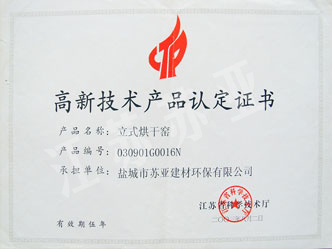 高新技术产品认定证书
产品名称： 立式烘干窑
产品编号： 030901G0016N
承担单位： 盐城市苏亚建材环保有限公司
江苏省科学技术厅
有效期伍年